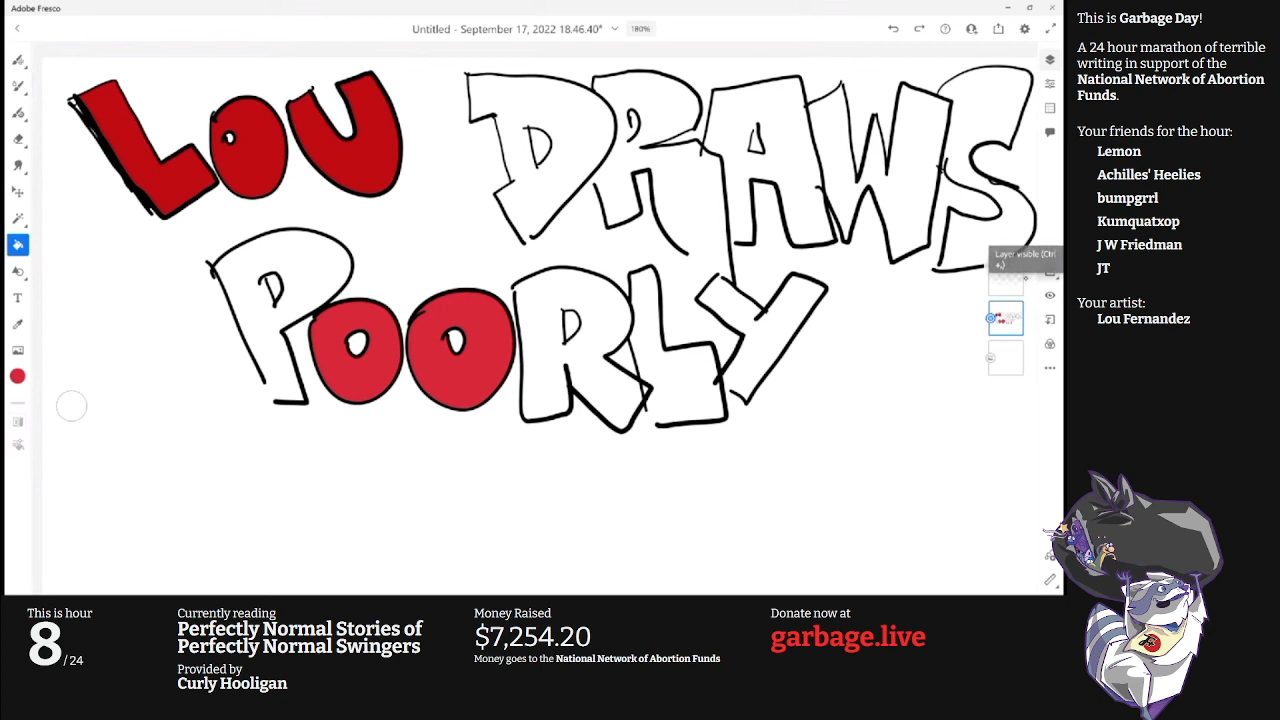 Adobe Fresco
Untitled - September 17, 2022 18.46.40*
180%
LOU DRAWS
POORLY
Layer visible (Ctrl
+,)
This is Garbage Day!
A 24 hour marathon of terrible
writing in support of the
National Network of Abortion
Funds.
Your friends for the hour:
Lemon
Achilles' Heelies
bumpgrrl
Kumquatxop
J W Friedman
JT
Your artist:
Lou Fernandez
This is hour
8/24
Currently reading
Perfectly Normal Stories of
Perfectly Normal Swingers
Provided by
Curly Hooligan
Money Raised
$7,254.20
Money goes to the National Network of Abortion Funds
Donate now at
garbage.live